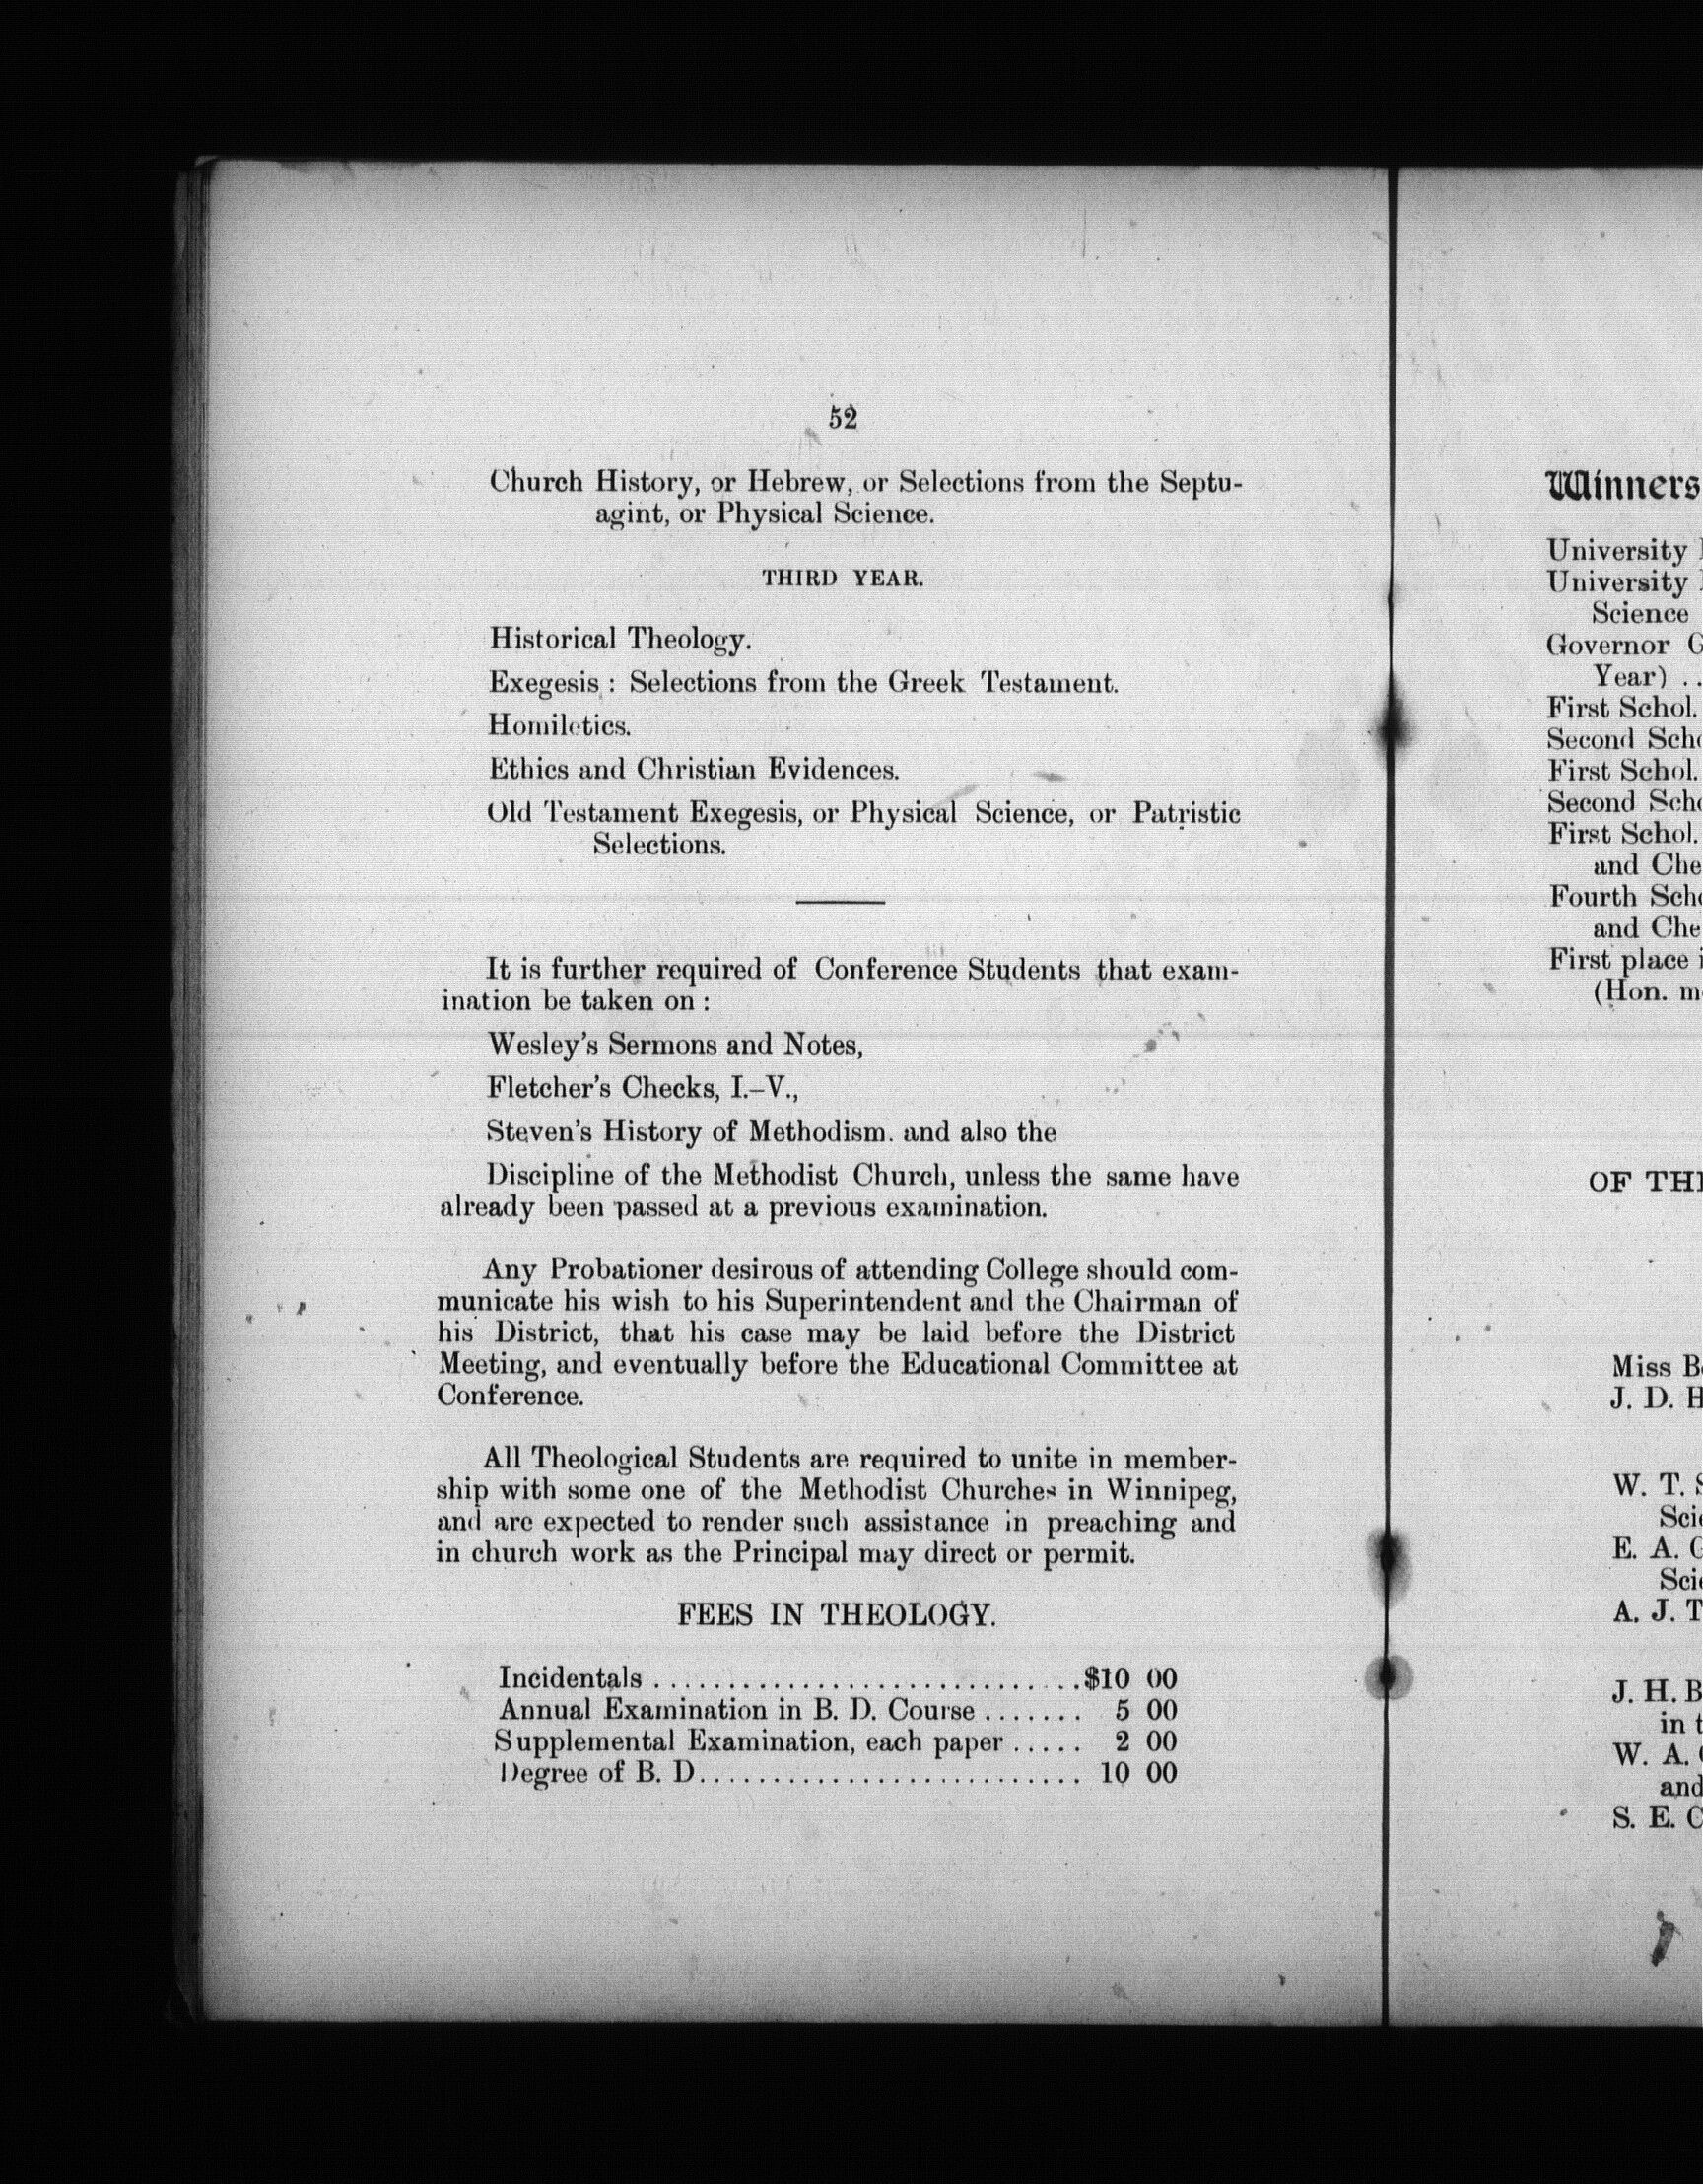 52
Church History, or Hebrew, or Selections from the Septu-
agint, or Physical Science.
THIRD YEAR.
Historical Theology.
Exegesis : Selections from the Greek Testament.
Homiletics.
Ethics and Christian Evidences.
Old Testament Exegesis, or Physical Science, or Patristic
Selections.
It is further required of Conference Students that exam-
ination be taken on :
Wesley's Sermons and Notes,
Fletcher's Checks, I.–V.,
Steven's History of Methodism. and also the
Discipline of the Methodist Church, unless the same have
already been passed at a previous examination.
Any Probationer desirous of attending College should com-
municate his wish to his Superintendent and the Chairman of
his District, that his case may be laid before the District
Meeting, and eventually before the Educational Committee at
Conference.
All Theological Students are required to unite in member-
ship with some one of the Methodist Churches in Winnipeg,
and are expected to render such assistance in preaching and
in church work as the Principal may direct or permit.
FEES IN THEOLOGY.
Incidentals ............................. $10 00
Annual Examination in B. D. Course ....... 5 00
Supplemental Examination, each paper ..... 2 00
Degree of B. D.......................... 10 00
Winners
University
University
Science
Governor
Year) ..
First Schol.
Second
First Schol.
Second
First Schol.
and
Fourth
and
First place
(Hon.
OF
Miss
J. D.
W. T.
E. A.
A. J.
J. H.
in
W. A.
and
S. E.